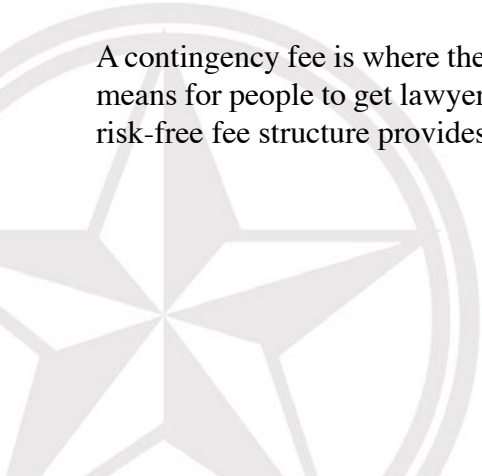 A contingency fee is where the
means for people to get lawyer
risk-free fee structure provides